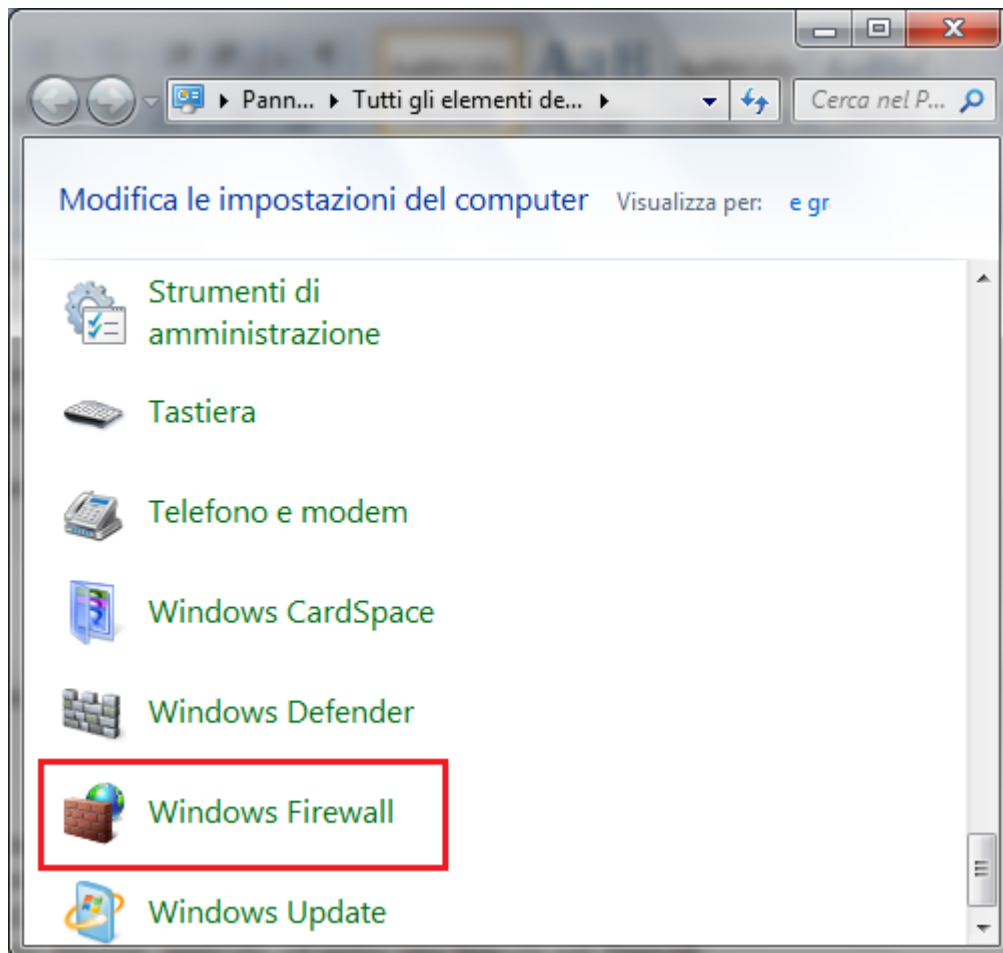 Pann... Tutti gli elementi de... Cerca nel P...
Modifica le impostazioni del computer Visualizza per: e gr
Strumenti di
amministrazione
Tastiera
Telefono e modem
Windows CardSpace
Windows Defender
Windows Firewall
Windows Update